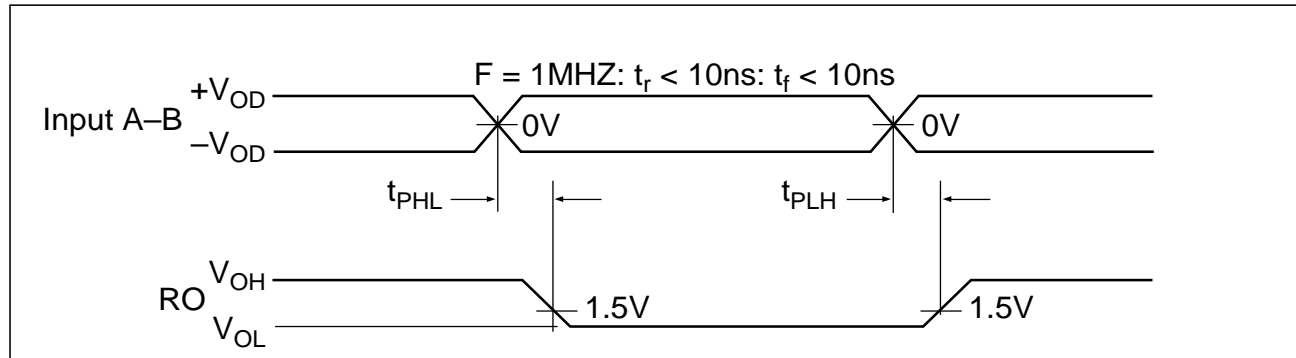 F = 1MHZ: tr < 10ns: tf < 10ns
+VOD
Input A–B
0V
0V
–VOD
tPHL
tPLH
VOH
RO
1.5V
1.5V
VOL